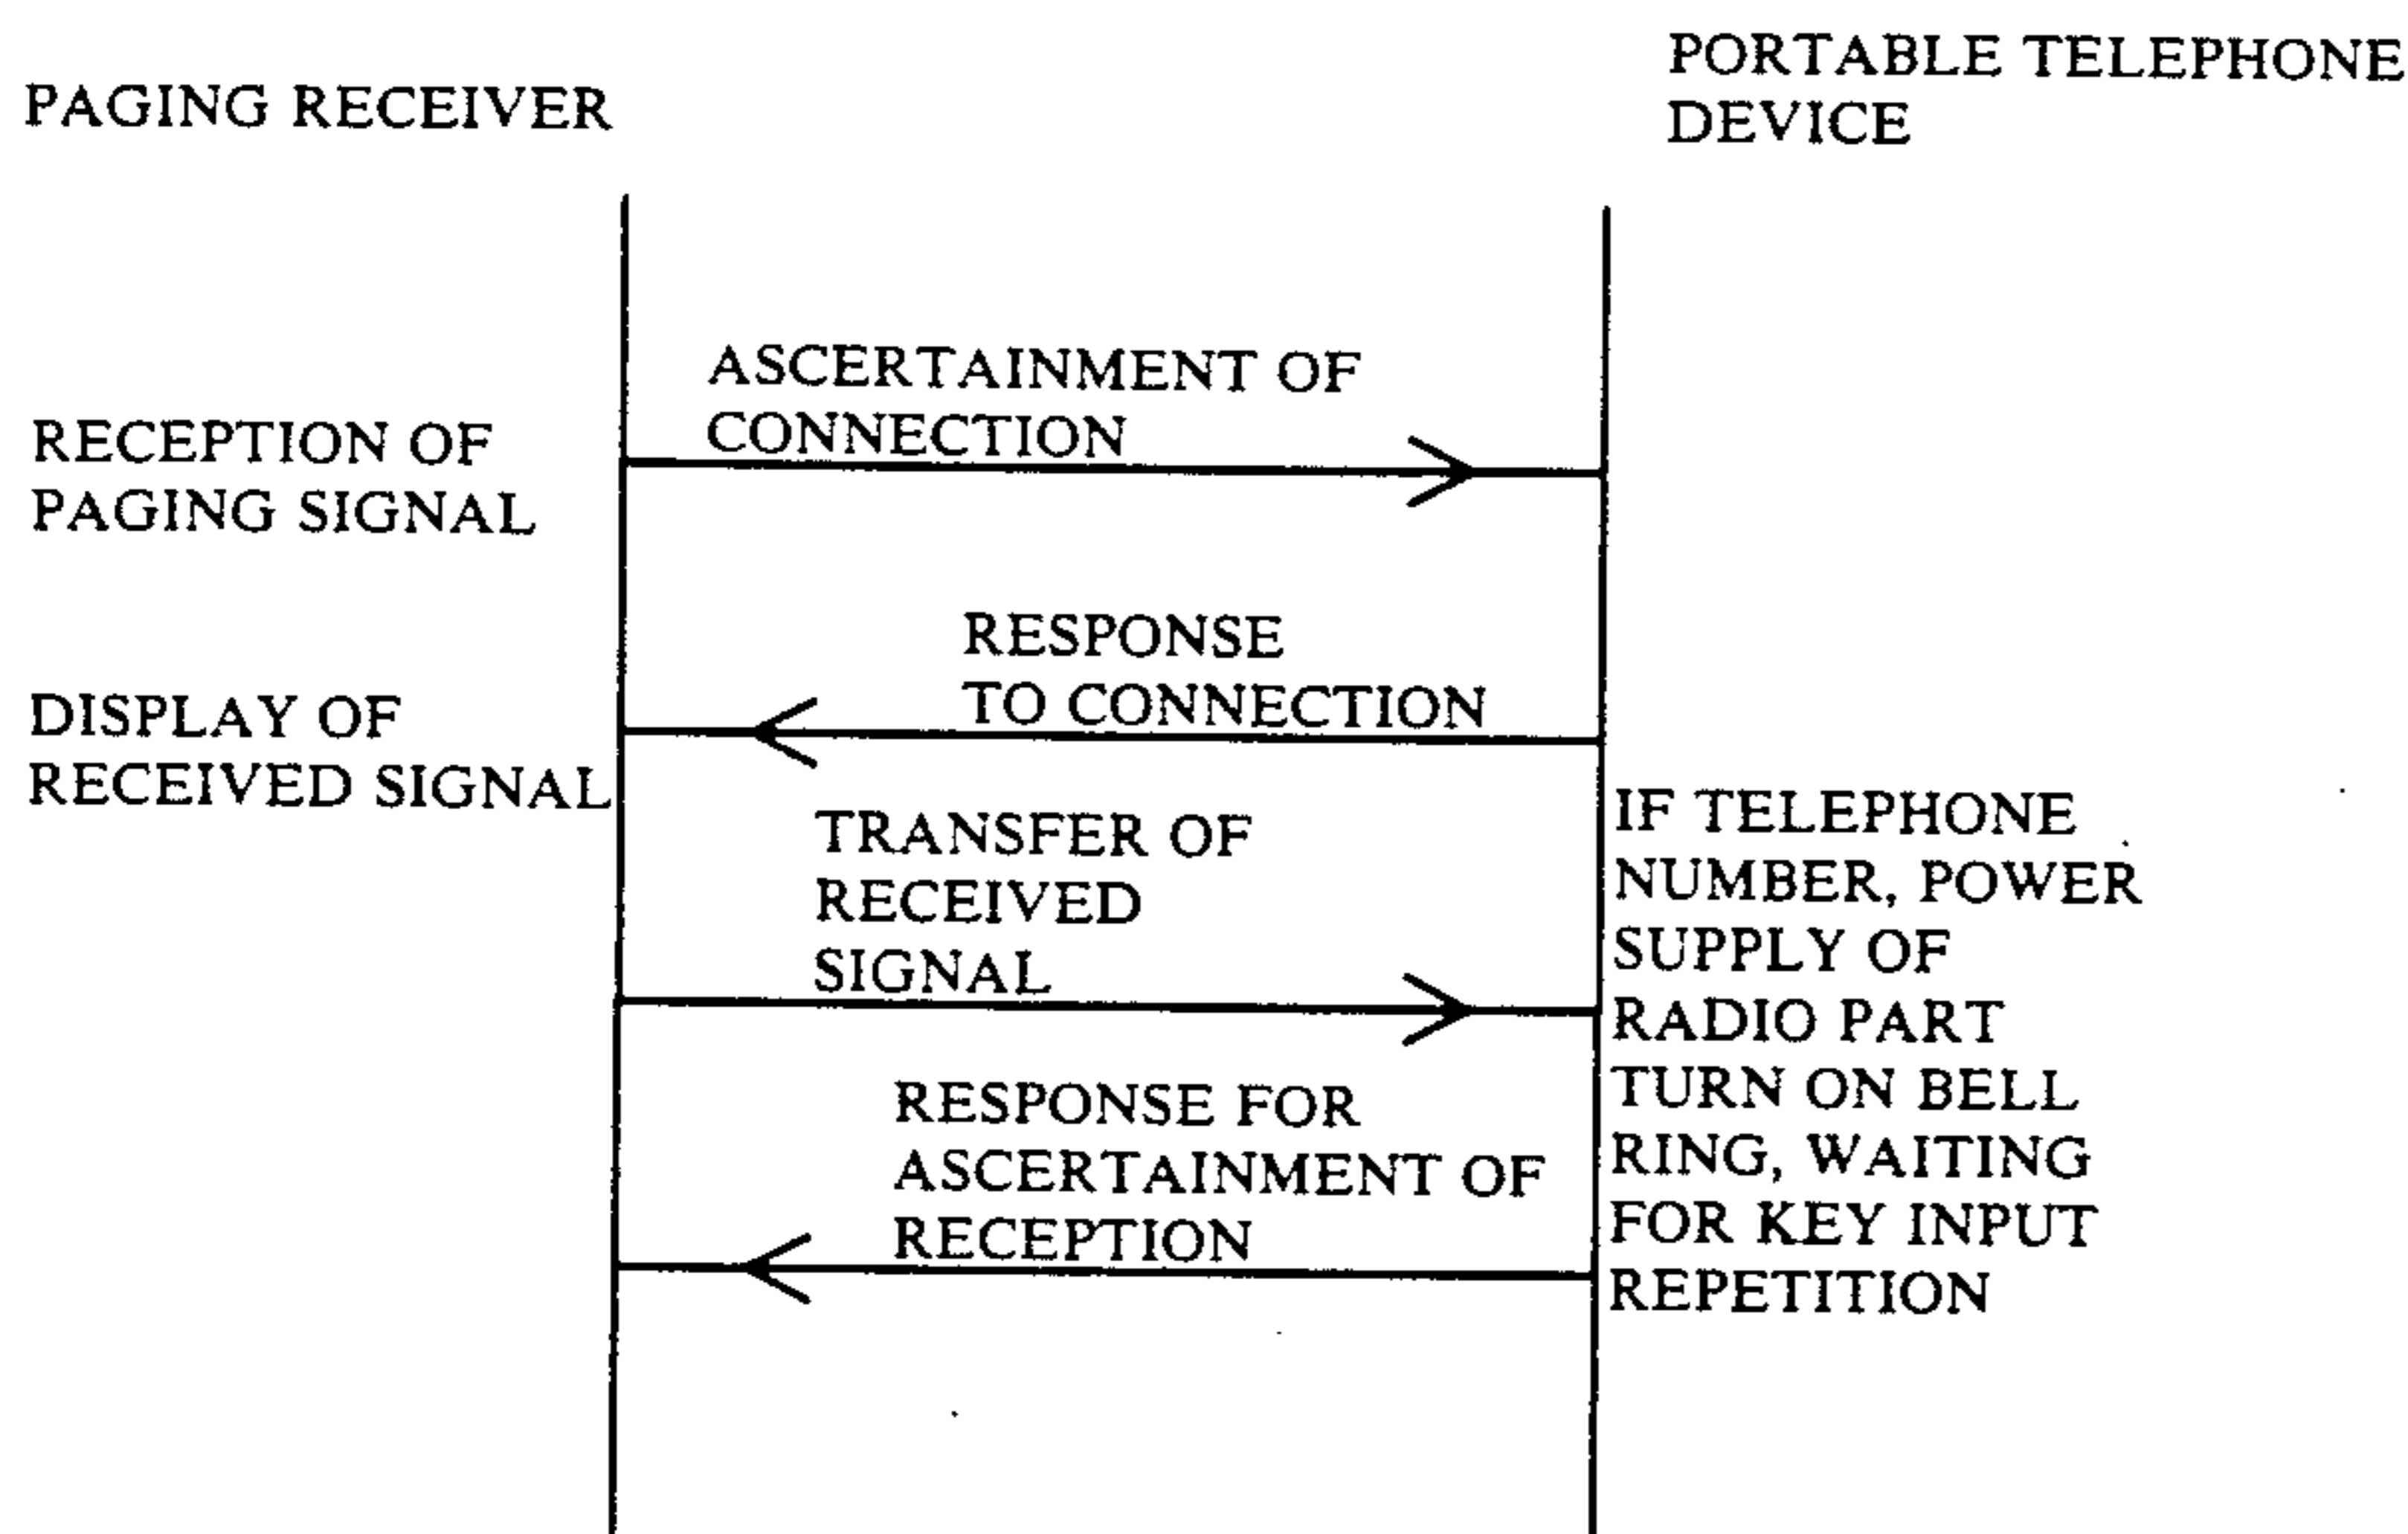 PAGING RECEIVER
PORTABLE TELEPHONE
DEVICE
ASCERTAINMENT OF
CONNECTION
RECEPTION OF
PAGING SIGNAL
RESPONSE
TO CONNECTION
DISPLAY OF
RECEIVED SIGNAL
TRANSFER OF
RECEIVED
SIGNAL
IF TELEPHONE
NUMBER, POWER
SUPPLY OF
RADIO PART
TURN ON BELL
RING, WAITING
FOR KEY INPUT
REPETITION
RESPONSE FOR
ASCERTAINMENT OF
RECEPTION